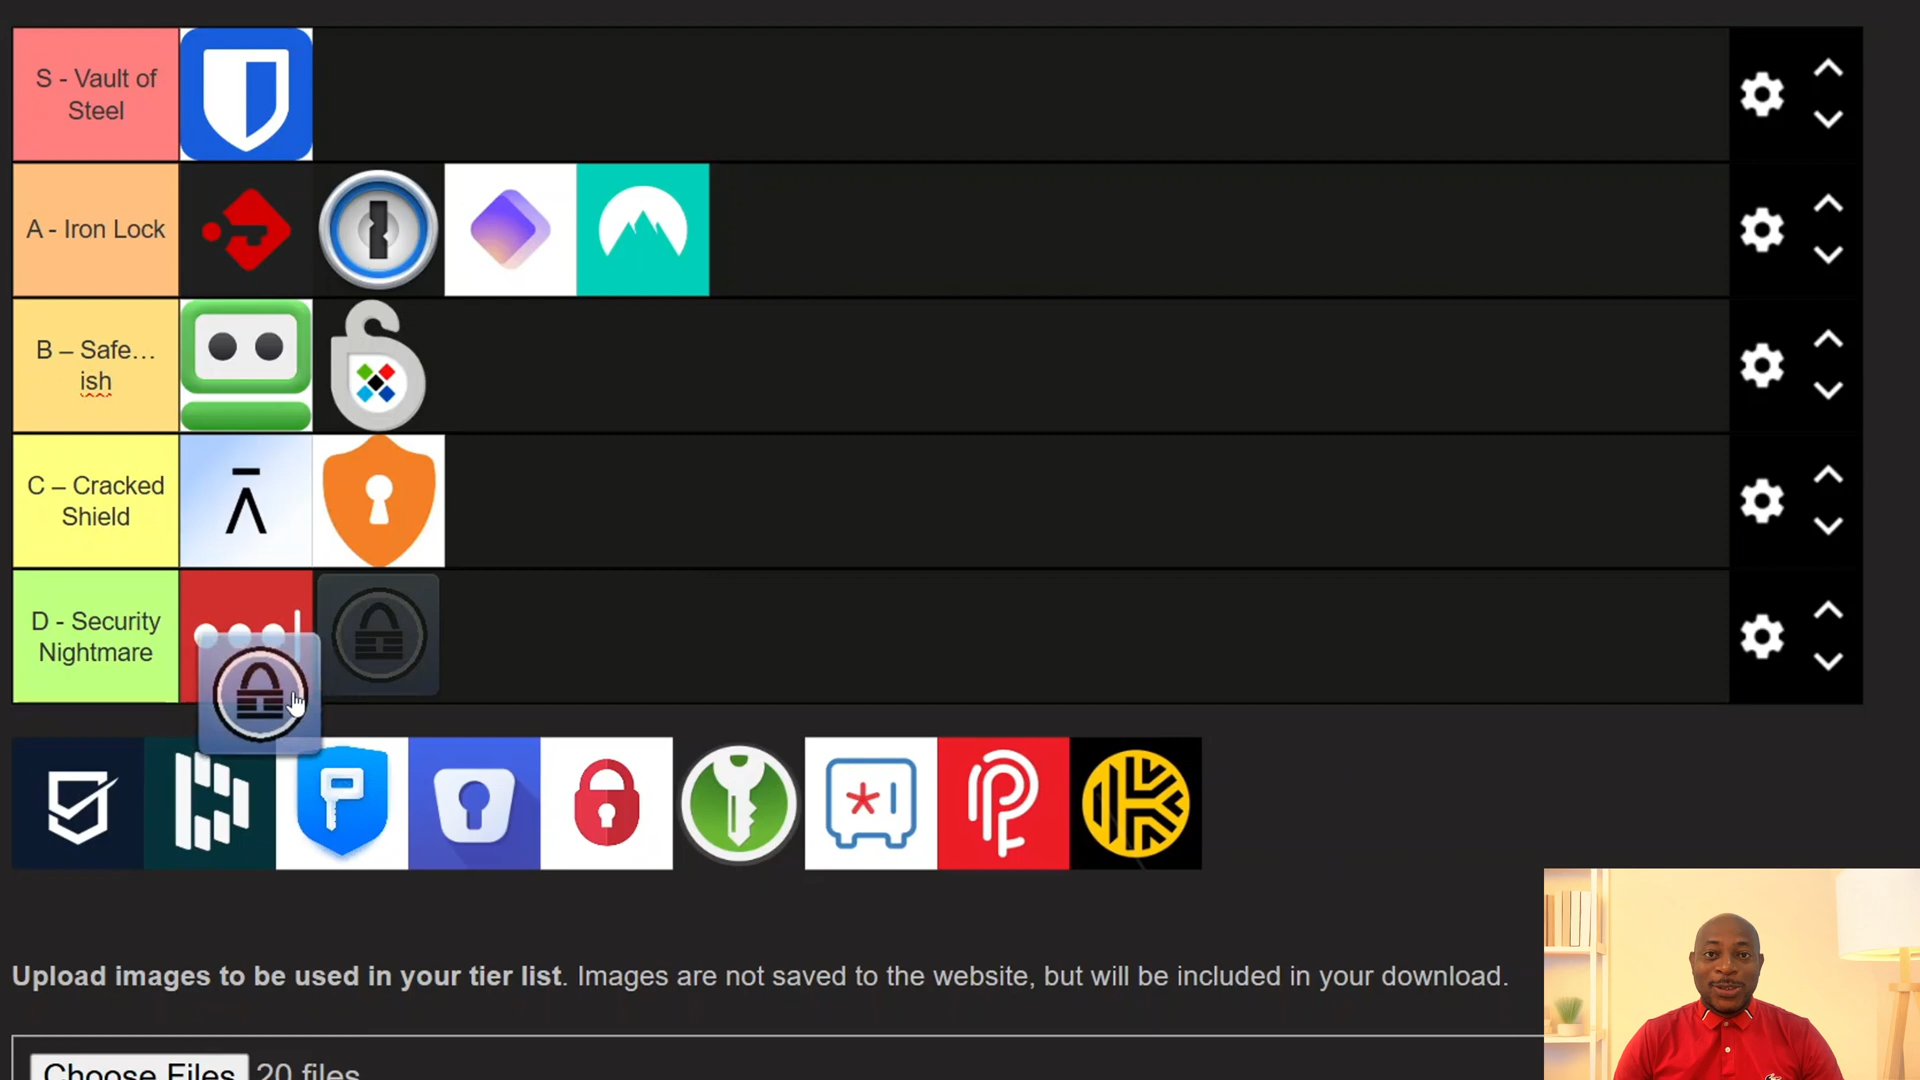 S - Vault of
Steel
A - Iron Lock
B – Safe…
ish
C – Cracked
Shield
D - Security
Nightmare
Upload images to be used in your tier list. Images are not saved to the website, but will be included in your download.
Choose Files 20 files